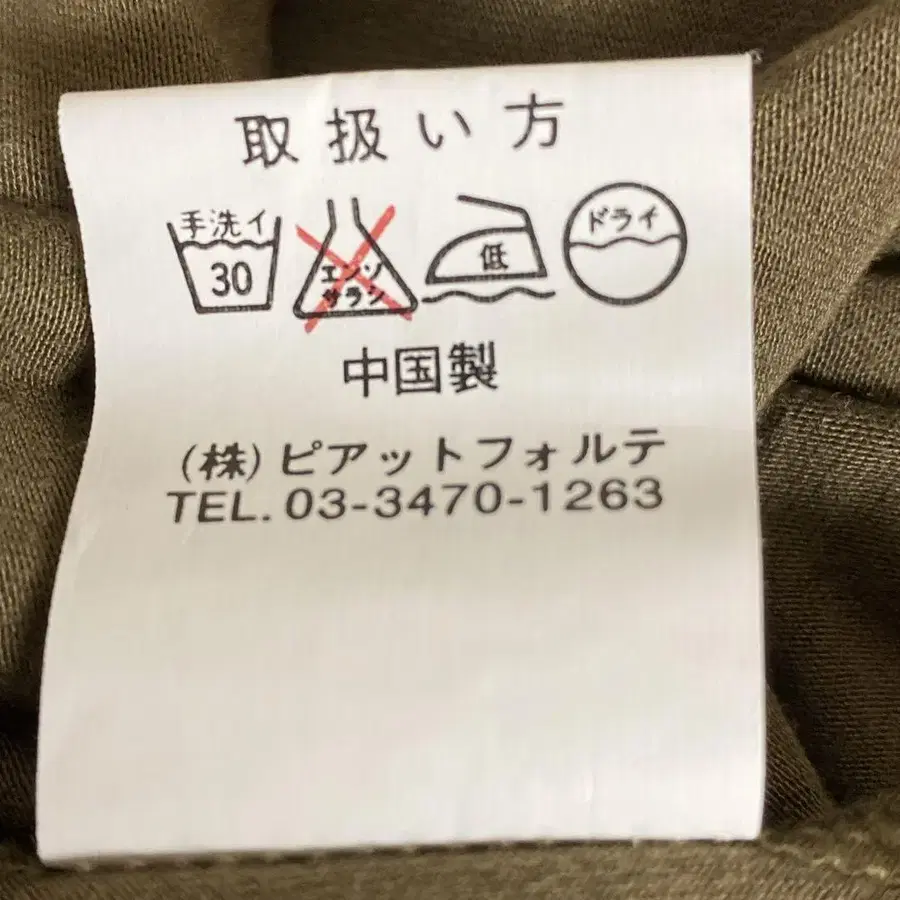 取扱い方
手洗イ 30 エンソサラシ 低 ドライ
中国製
(株)ピアットフォルテ
TEL. 03-3470-1263